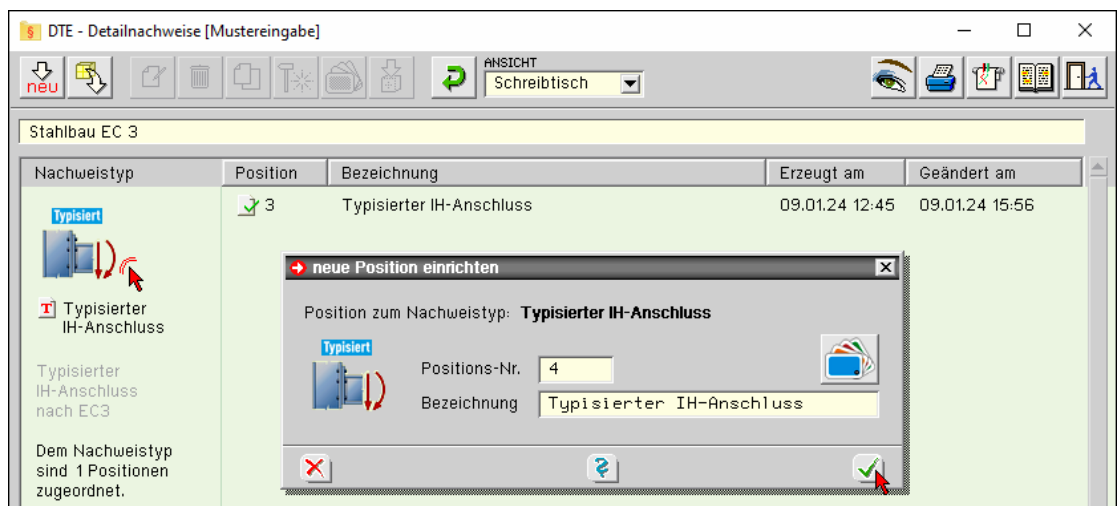 DTE - Detailnachweise [Mustereingabe]
neu
ANSICHT
Schreibtisch
Stahlbau EC 3
Nachweistyp
Position
Bezeichnung
Erzeugt am
Geändert am
3
Typisierter IH-Anschluss
09.01.24 12:45
09.01.24 15:56
Typisiert
T Typisierter
IH-Anschluss
Typisierter
IH-Anschluss
nach EC3
Dem Nachweistyp
sind 1 Positionen
zugeordnet.
neue Position einrichten
Position zum Nachweistyp: Typisierter IH-Anschluss
Typisiert
Positions-Nr.
4
Bezeichnung
Typisierter IH-Anschluss